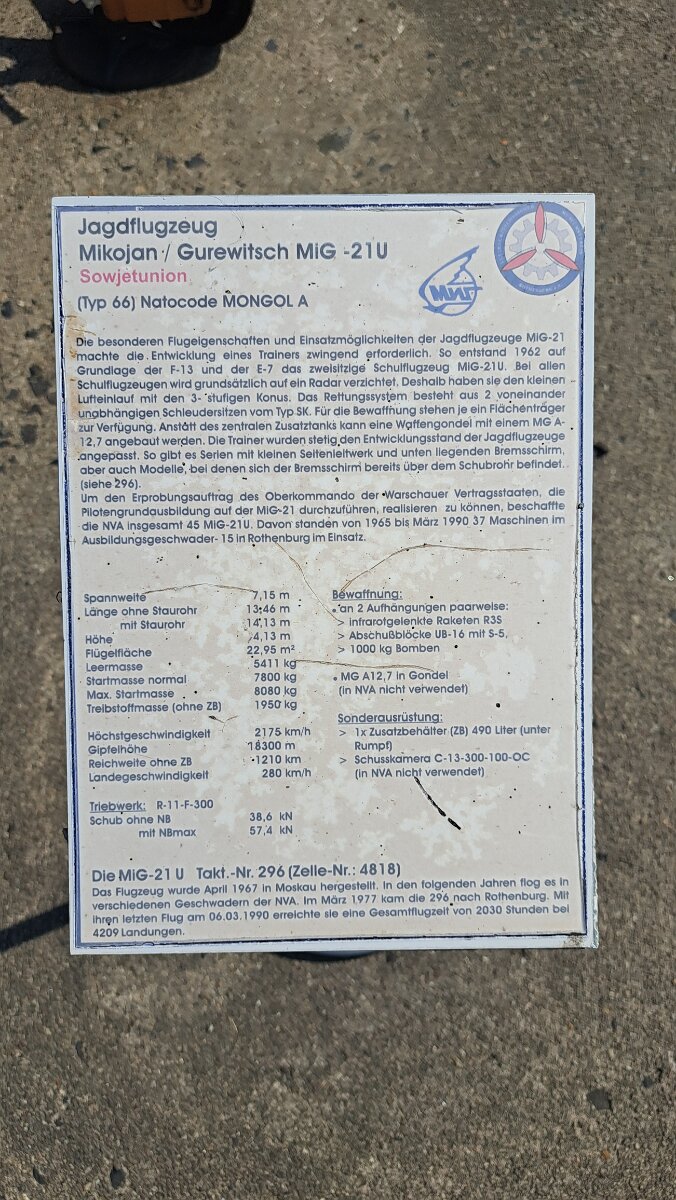 Jagdflugzeug
Mikojan / Gurewitsch MiG -21U
Sowjetunion
(Typ 66) Natocode MONGOL A
МиГ
Die besonderen Flugeigenschaften und Einsatzmöglichkeiten der Jagdflugzeuge MiG-21
machte die Entwicklung eines Trainers zwingend erforderlich. So entstand 1962 auf
Grundlage der F-13 und der E-7 das zweisitzige Schulflugzeug MiG-21U. Bei allen
Schulflugzeugen wird grundsätzlich auf ein Radar verzichtet. Deshalb haben sie den kleinen
Lufteinlauf mit den 3- stufigen Konus. Das Rettungssystem besteht aus 2 voneinander
unabhängigen Schleudersitzen vom Typ SK. Für die Bewaffnung stehen je ein Flächenträger
zur Verfügung. Anstatt des zentralen Zusatztanks kann eine Waffengondel mit einem MG A-
12,7 angebaut werden. Die Trainer wurden stetig den Entwicklungsstand der Jagdflugzeuge
angepasst. So gibt es Serien mit kleinen Seitenleitwerk und unten liegenden Bremsschirm,
aber auch Modelle, bei denen sich der Bremsschirm bereits über dem Schubrohr befindet.
(siehe 296).
Um den Erprobungsauftrag des Oberkommando der Warschauer Vertragsstaaten, die
Pilotengrundausbildung auf der MiG-21 durchzuführen, realisieren zu können, beschaffte
die NVA insgesamt 45 MiG-21U. Davon standen von 1965 bis März 1990 37 Maschinen im
Ausbildungsgeschwader- 15 in Rothenburg im Einsatz.
Spannweite 7,15 m
Länge ohne Staurohr 13,46 m
mit Staurohr 14,13 m
Höhe 4,13 m
Flügelfläche 22,95 m²
Leermasse 5411 kg
Startmasse normal 7800 kg
Max. Startmasse 8080 kg
Treibstoffmasse (ohne ZB) 1950 kg
Höchstgeschwindigkeit 2175 km/h
Gipfelhöhe 18300 m
Reichweite ohne ZB 1210 km
Landegeschwindigkeit 280 km/h
Triebwerk: R-11-F-300
Schub ohne NB 38,6 kN
mit NBmax 57,4 kN
Bewaffnung:
• an 2 Aufhängungen paarweise:
> infrarotgelenkte Raketen R3S
> Abschußblöcke UB-16 mit S-5,
> 1000 kg Bomben
• MG A12,7 in Gondel
(in NVA nicht verwendet)
Sonderausrüstung:
> 1x Zusatzbehälter (ZB) 490 Liter (unter
Rumpf)
> Schusskamera C-13-300-100-OC
(in NVA nicht verwendet)
Die MiG-21 U Takt.-Nr. 296 (Zelle-Nr.: 4818)
Das Flugzeug wurde April 1967 in Moskau hergestellt. In den folgenden Jahren flog es in
verschiedenen Geschwadern der NVA. Im März 1977 kam die 296 nach Rothenburg. Mit
ihren letzten Flug am 06.03.1990 erreichte sie eine Gesamtflugzeit von 2030 Stunden bei
4209 Landungen.